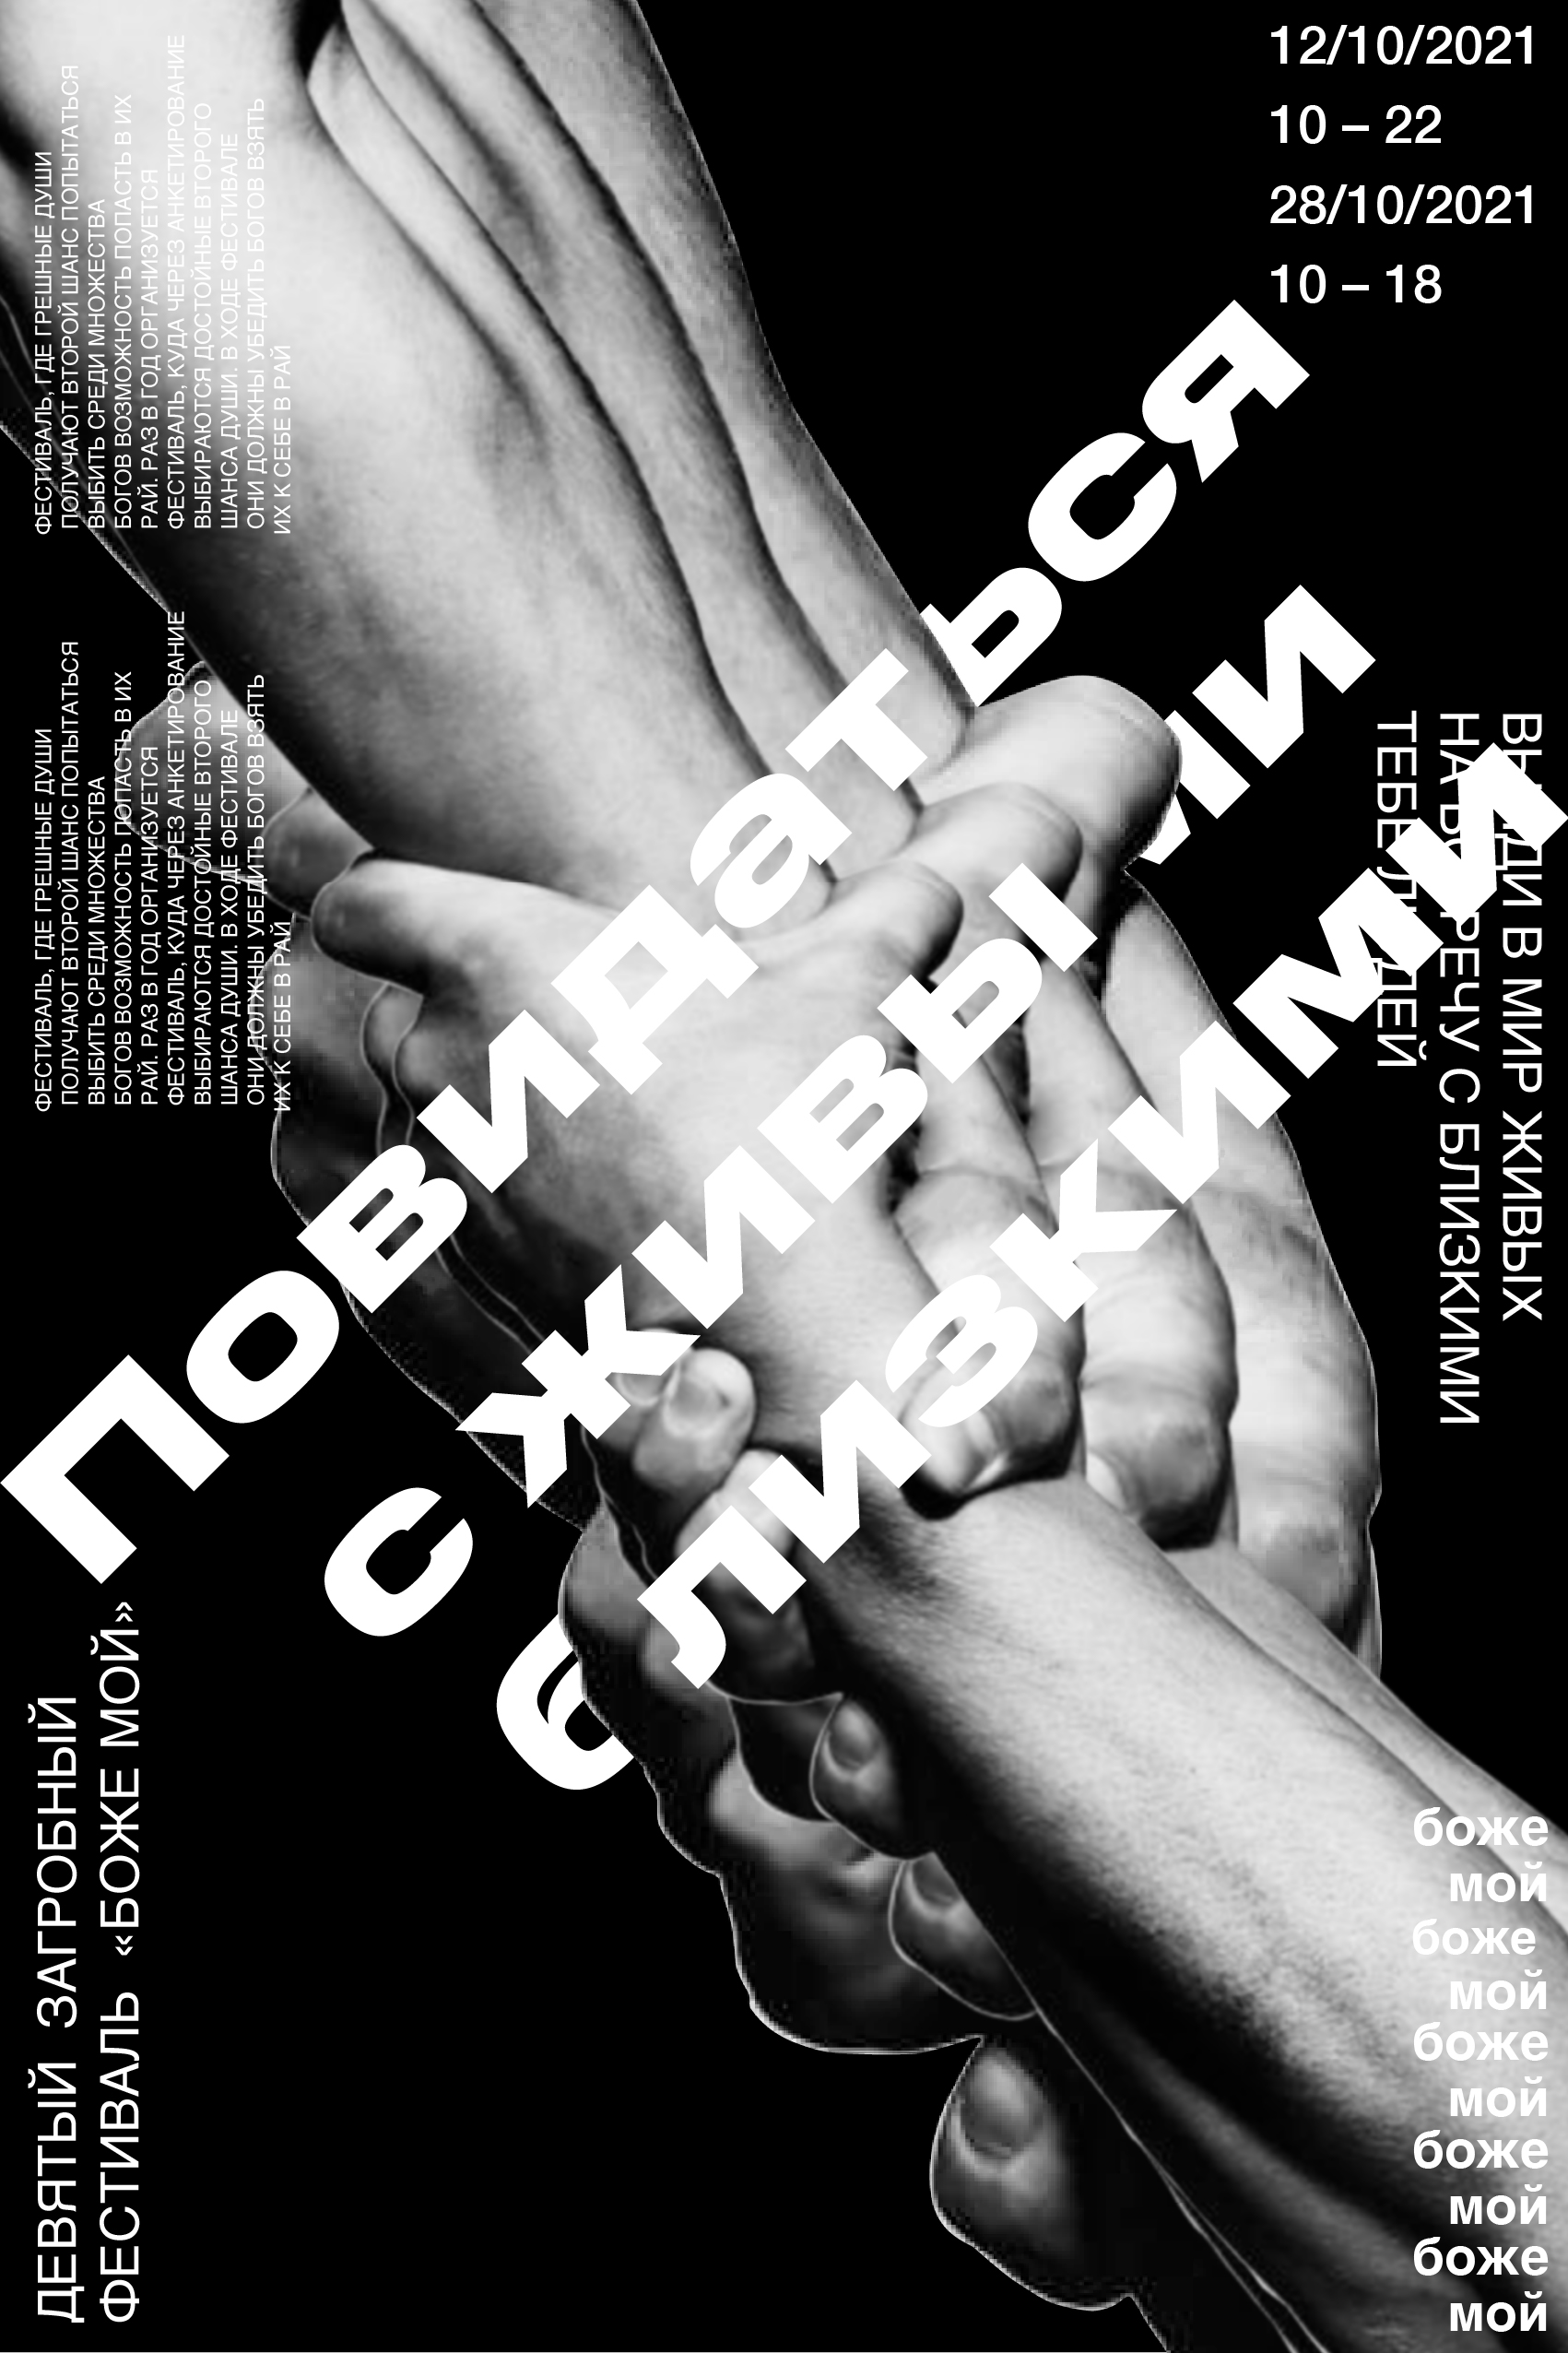 12/10/2021
10 – 22
28/10/2021
10 – 18
ФЕСТИВАЛЬ, ГДЕ ГРЕШНЫЕ ДУШИ
ПОЛУЧАЮТ ВТОРОЙ ШАНС ПОПЫТАТЬСЯ
ВЫБИТЬ СРЕДИ МНОЖЕСТВА
БОГОВ ВОЗМОЖНОСТЬ ПОПАСТЬ В ИХ
РАЙ. РАЗ В ГОД ОРГАНИЗУЕТСЯ
ФЕСТИВАЛЬ, КУДА ЧЕРЕЗ АНКЕТИРОВАНИЕ
ВЫБИРАЮТСЯ ДОСТОЙНЫЕ ВТОРОГО
ШАНСА ДУШИ. В ХОДЕ ФЕСТИВАЛЕ
ОНИ ДОЛЖНЫ УБЕДИТЬ БОГОВ ВЗЯТЬ
ИХ К СЕБЕ В РАЙ
ФЕСТИВАЛЬ, ГДЕ ГРЕШНЫЕ ДУШИ
ПОЛУЧАЮТ ВТОРОЙ ШАНС ПОПЫТАТЬСЯ
ВЫБИТЬ СРЕДИ МНОЖЕСТВА
БОГОВ ВОЗМОЖНОСТЬ ПОПАСТЬ В ИХ
РАЙ. РАЗ В ГОД ОРГАНИЗУЕТСЯ
ФЕСТИВАЛЬ, КУДА ЧЕРЕЗ АНКЕТИРОВАНИЕ
ВЫБИРАЮТСЯ ДОСТОЙНЫЕ ВТОРОГО
ШАНСА ДУШИ. В ХОДЕ ФЕСТИВАЛЕ
ОНИ ДОЛЖНЫ УБЕДИТЬ БОГОВ ВЗЯТЬ
ИХ К СЕБЕ В РАЙ
Повидаться
с живыми
близкими
ВЫЙДИ В МИР ЖИВЫХ
НА ВСТРЕЧУ С БЛИЗКИМИ
ТЕБЕ ЛЮДЕЙ
ДЕВЯТЫЙ ЗАГРОБНЫЙ
ФЕСТИВАЛЬ «БОЖЕ МОЙ»
боже
мой
боже
мой
боже
мой
боже
мой
боже
мой